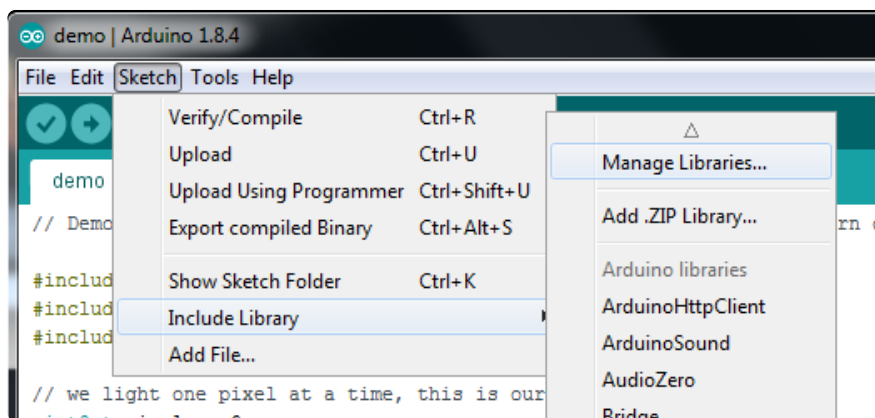 demo | Arduino 1.8.4
File Edit Sketch Tools Help
Verify/Compile Ctrl+R
Upload Ctrl+U
Upload Using Programmer Ctrl+Shift+U
Export compiled Binary Ctrl+Alt+S
Show Sketch Folder Ctrl+K
Include Library
Add File...
Manage Libraries...
Add .ZIP Library...
Arduino libraries
ArduinoHttpClient
ArduinoSound
AudioZero
Bridge
demo
// Demo
#includ
#includ
#includ
// we light one pixel at a time, this is our